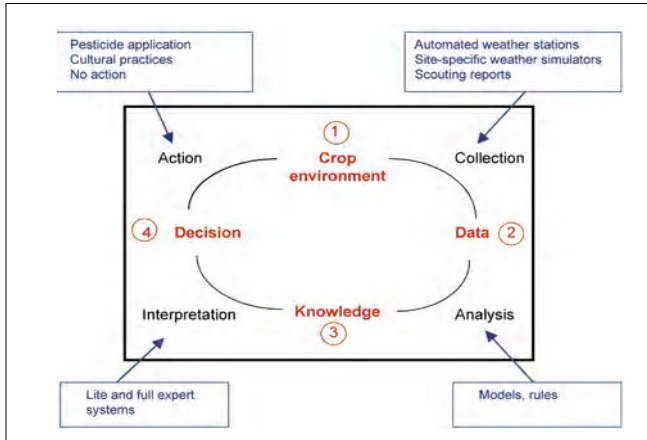 Pesticide application
Cultural practices
No action
Automated weather stations
Site-specific weather simulators
Scouting reports
1
Action
Crop
environment
Collection
4
Decision
Data
2
Interpretation
Knowledge
3
Analysis
Lite and full expert
systems
Models, rules